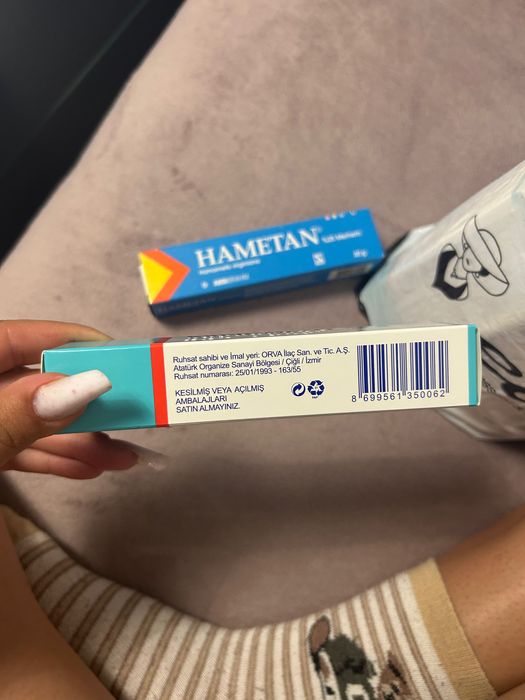 HAMETAN®
Ruhsat sahibi ve İmal yeri: ORVA İlaç San. ve Tic. A.Ş.
Atatürk Organize Sanayi Bölgesi / Çiğli / İzmir
Ruhsat numarası: 25/01/1993 - 163/55
KESİLMİŞ VEYA AÇILMIŞ
AMBALAJLARI
SATIN ALMAYINIZ.
8 699561 350062